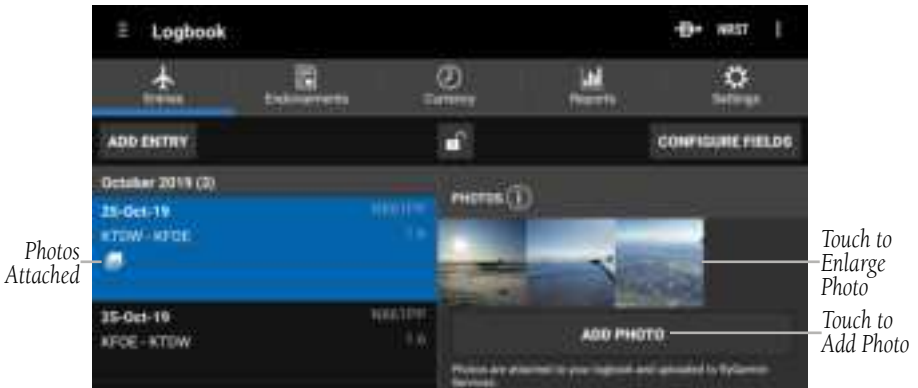 Logbook
NRST
Entries
Endorsements
Currency
Reports
Settings
ADD ENTRY
CONFIGURE FIELDS
October 2019 (3)
25-Oct-19
KTDW - KFOE
PHOTOS
Photos
Attached
Touch to
Enlarge
Photo
25-Oct-19
KFOE - KTDW
ADD PHOTO
Touch to
Add Photo
Photos are attached to your logbook and uploaded to flyGarmin
Services.